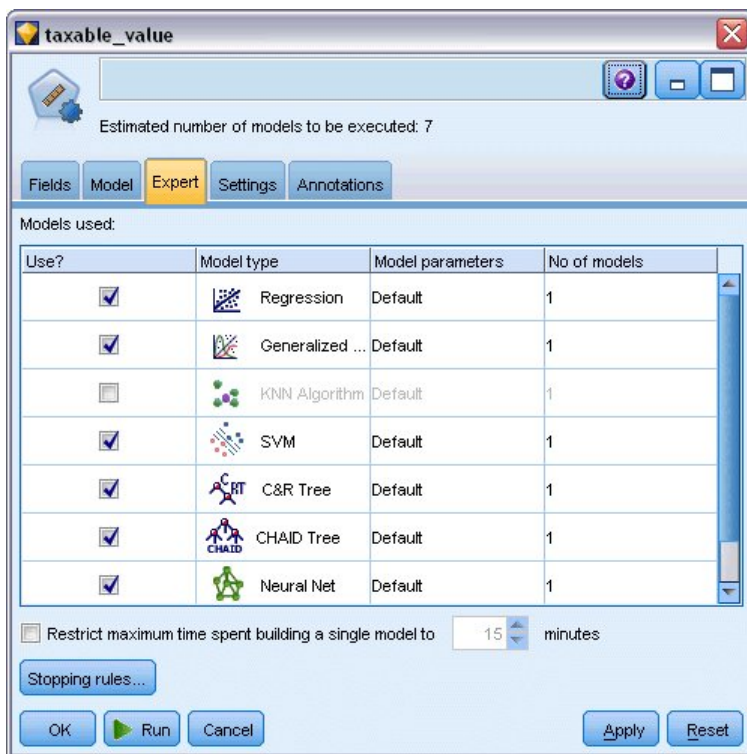 taxable_value
Estimated number of models to be executed: 7
Fields Model Expert Settings Annotations
Models used:
Use? Model type Model parameters No of models
Regression Default 1
Generalized ... Default 1
KNN Algorithm Default 1
SVM Default 1
C&RT C&R Tree Default 1
CHAID CHAID Tree Default 1
Neural Net Default 1
Restrict maximum time spent building a single model to 15 minutes
Stopping rules...
OK Run Cancel Apply Reset